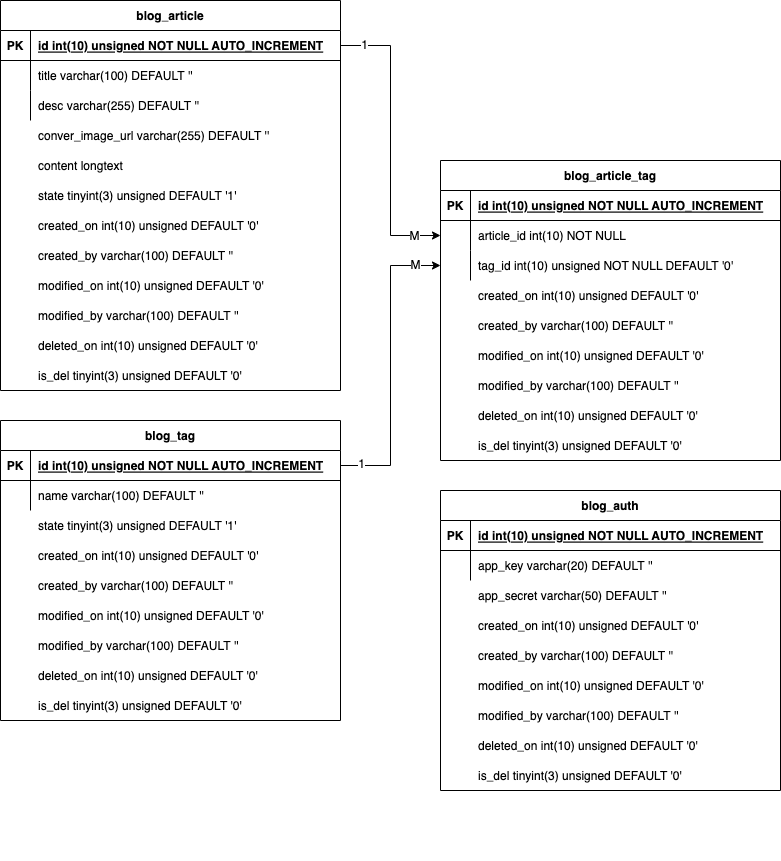 blog_article
PK id int(10) unsigned NOT NULL AUTO_INCREMENT
title varchar(100) DEFAULT ''
desc varchar(255) DEFAULT ''
conver_image_url varchar(255) DEFAULT ''
content longtext
state tinyint(3) unsigned DEFAULT '1'
created_on int(10) unsigned DEFAULT '0'
created_by varchar(100) DEFAULT ''
modified_on int(10) unsigned DEFAULT '0'
modified_by varchar(100) DEFAULT ''
deleted_on int(10) unsigned DEFAULT '0'
is_del tinyint(3) unsigned DEFAULT '0'
1
M
M
1
blog_tag
PK id int(10) unsigned NOT NULL AUTO_INCREMENT
name varchar(100) DEFAULT ''
state tinyint(3) unsigned DEFAULT '1'
created_on int(10) unsigned DEFAULT '0'
created_by varchar(100) DEFAULT ''
modified_on int(10) unsigned DEFAULT '0'
modified_by varchar(100) DEFAULT ''
deleted_on int(10) unsigned DEFAULT '0'
is_del tinyint(3) unsigned DEFAULT '0'
blog_article_tag
PK id int(10) unsigned NOT NULL AUTO_INCREMENT
article_id int(10) NOT NULL
tag_id int(10) unsigned NOT NULL DEFAULT '0'
created_on int(10) unsigned DEFAULT '0'
created_by varchar(100) DEFAULT ''
modified_on int(10) unsigned DEFAULT '0'
modified_by varchar(100) DEFAULT ''
deleted_on int(10) unsigned DEFAULT '0'
is_del tinyint(3) unsigned DEFAULT '0'
blog_auth
PK id int(10) unsigned NOT NULL AUTO_INCREMENT
app_key varchar(20) DEFAULT ''
app_secret varchar(50) DEFAULT ''
created_on int(10) unsigned DEFAULT '0'
created_by varchar(100) DEFAULT ''
modified_on int(10) unsigned DEFAULT '0'
modified_by varchar(100) DEFAULT ''
deleted_on int(10) unsigned DEFAULT '0'
is_del tinyint(3) unsigned DEFAULT '0'